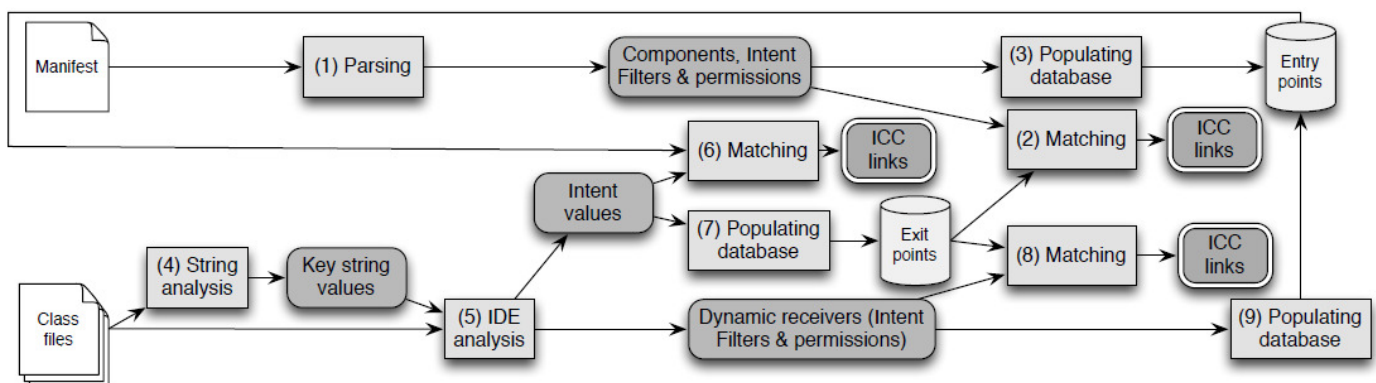 Manifest
(1) Parsing
Components, Intent
Filters & permissions
(3) Populating
database
Entry
points
(6) Matching
ICC
links
(2) Matching
ICC
links
Intent
values
(7) Populating
database
Exit
points
(8) Matching
ICC
links
(4) String
analysis
Key string
values
Class
files
(5) IDE
analysis
Dynamic receivers (Intent
Filters & permissions)
(9) Populating
database